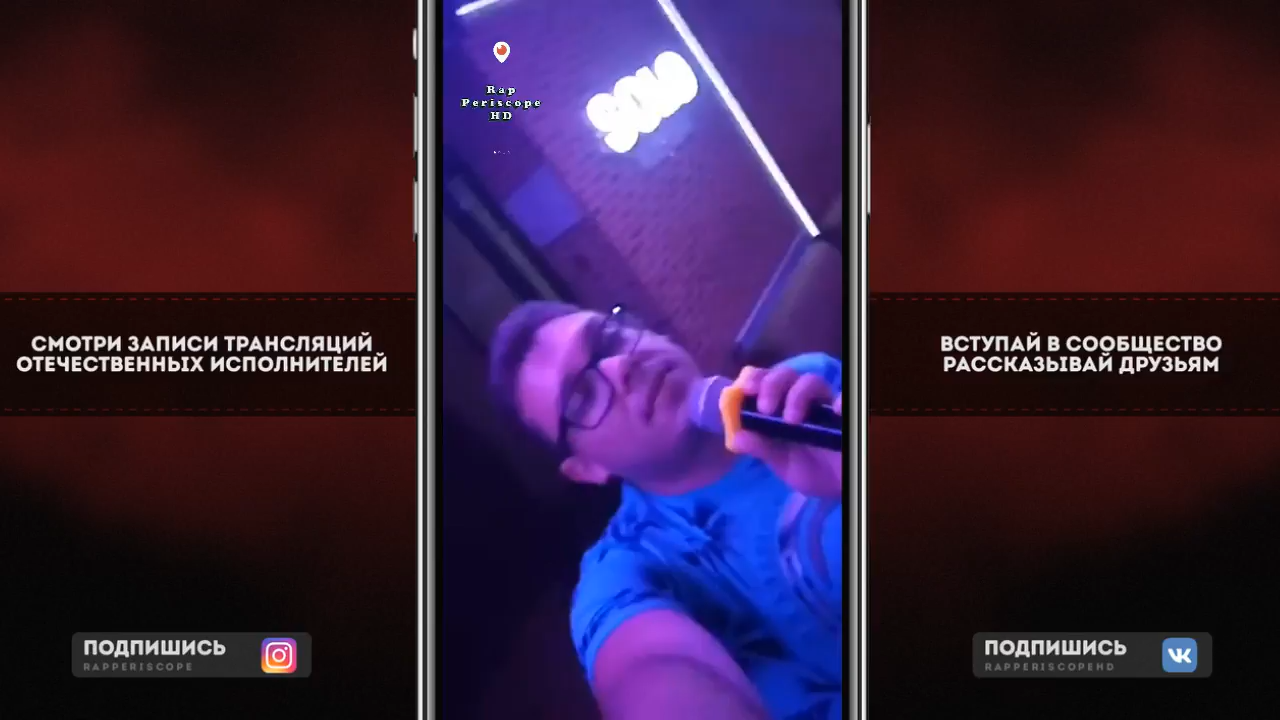 Rap
Periscope
HD
СМОТРИ ЗАПИСИ ТРАНСЛЯЦИЙ
ОТЕЧЕСТВЕННЫХ ИСПОЛНИТЕЛЕЙ
ВСТУПАЙ В СООБЩЕСТВО
РАССКАЗЫВАЙ ДРУЗЬЯМ
ПОДПИШИСЬ
RAPPERISCOPE
ПОДПИШИСЬ
RAPPERISCOPEHD